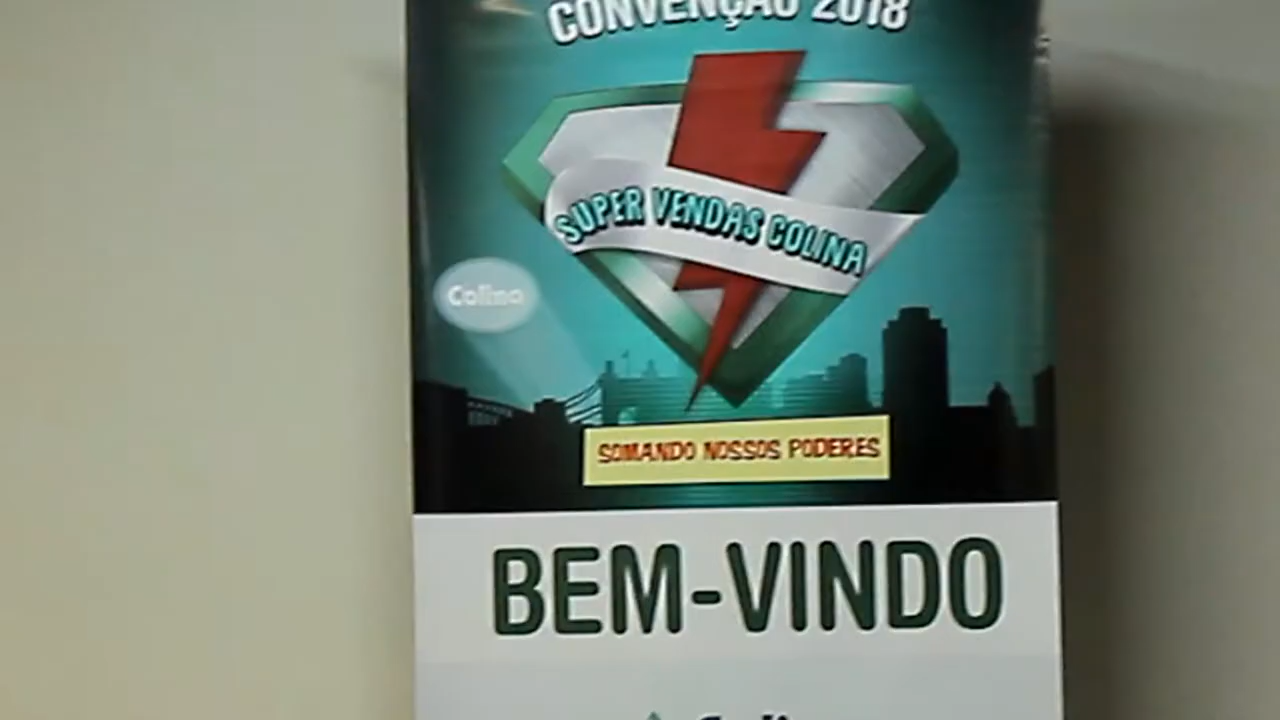 CONVENÇÃO 2018
SUPER VENDAS COLINA
Colina
SOMANDO NOSSOS PODERES
BEM-VINDO